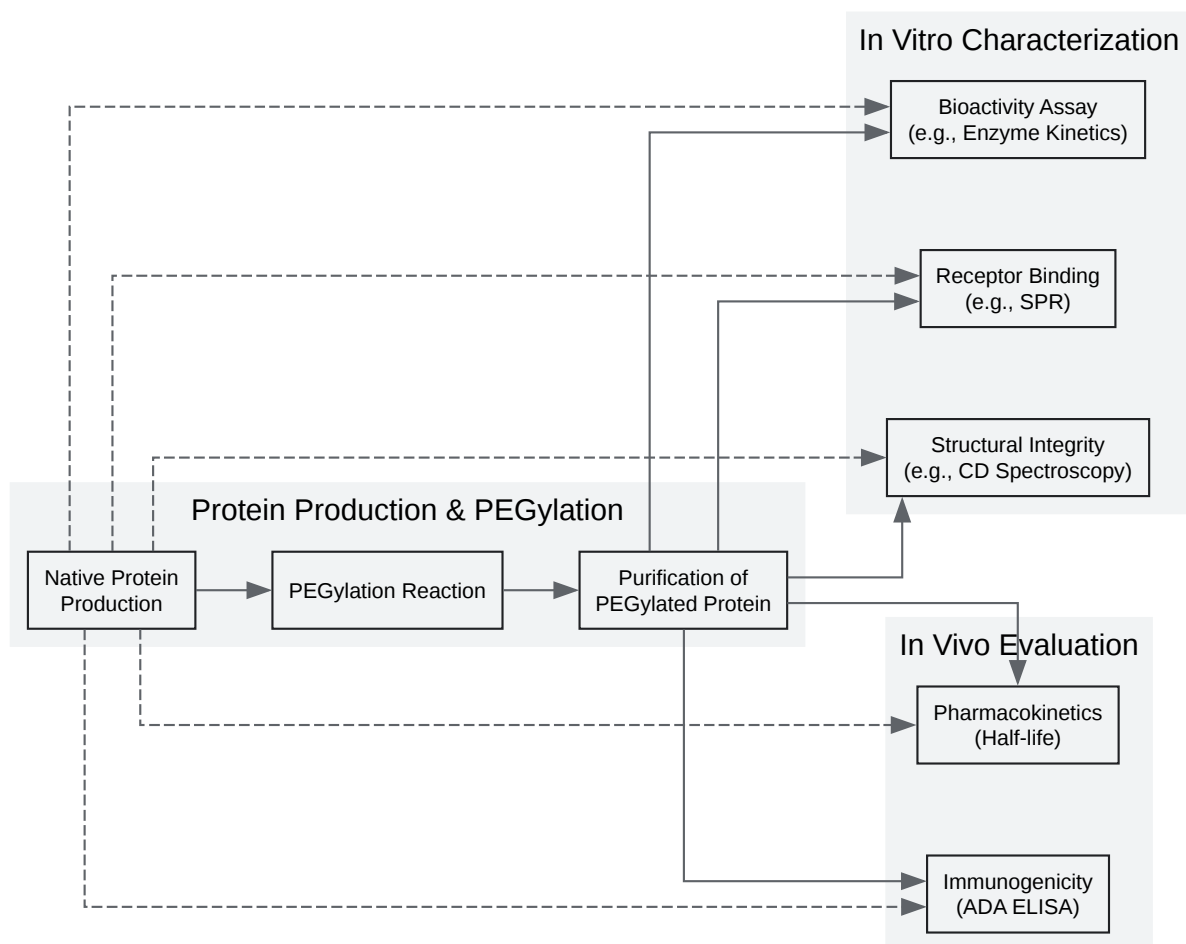 In Vitro Characterization
Bioactivity Assay
(e.g., Enzyme Kinetics)
Receptor Binding
(e.g., SPR)
Structural Integrity
(e.g., CD Spectroscopy)
Protein Production & PEGylation
Native Protein
Production
PEGylation Reaction
Purification of
PEGylated Protein
In Vivo Evaluation
Pharmacokinetics
(Half-life)
Immunogenicity
(ADA ELISA)